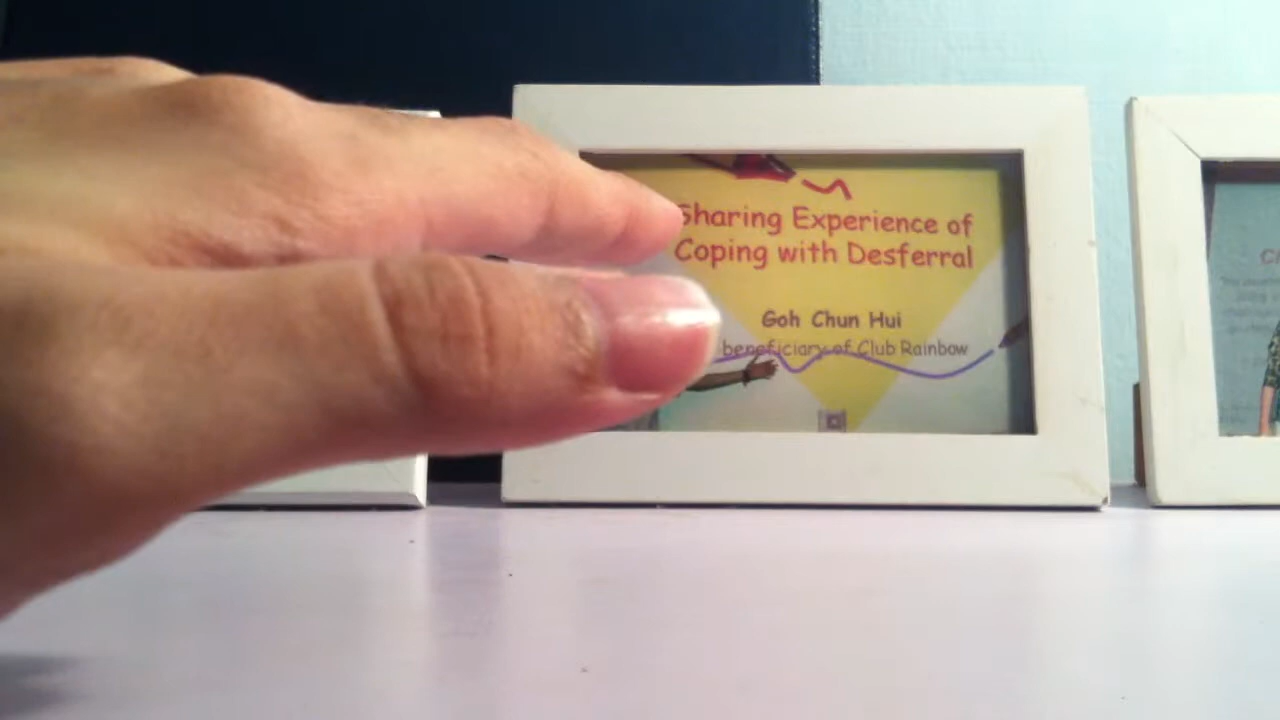 Sharing Experience of
Coping with Desferral
Goh Chun Hui
beneficiary of Club Rainbow